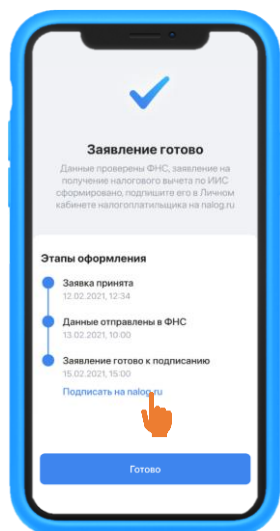 Заявление готово
Данные проверены ФНС, заявление на
получение налогового вычета по ИИС
сформировано, подпишите его в Личном
кабинете налогоплательщика на nalog.ru
Этапы оформления
Заявка принята
12.02.2021, 12:34
Данные отправлены в ФНС
13.02.2021, 10:00
Заявление готово к подписанию
15.02.2021, 15:00
Подписать на nalog.ru
Готово